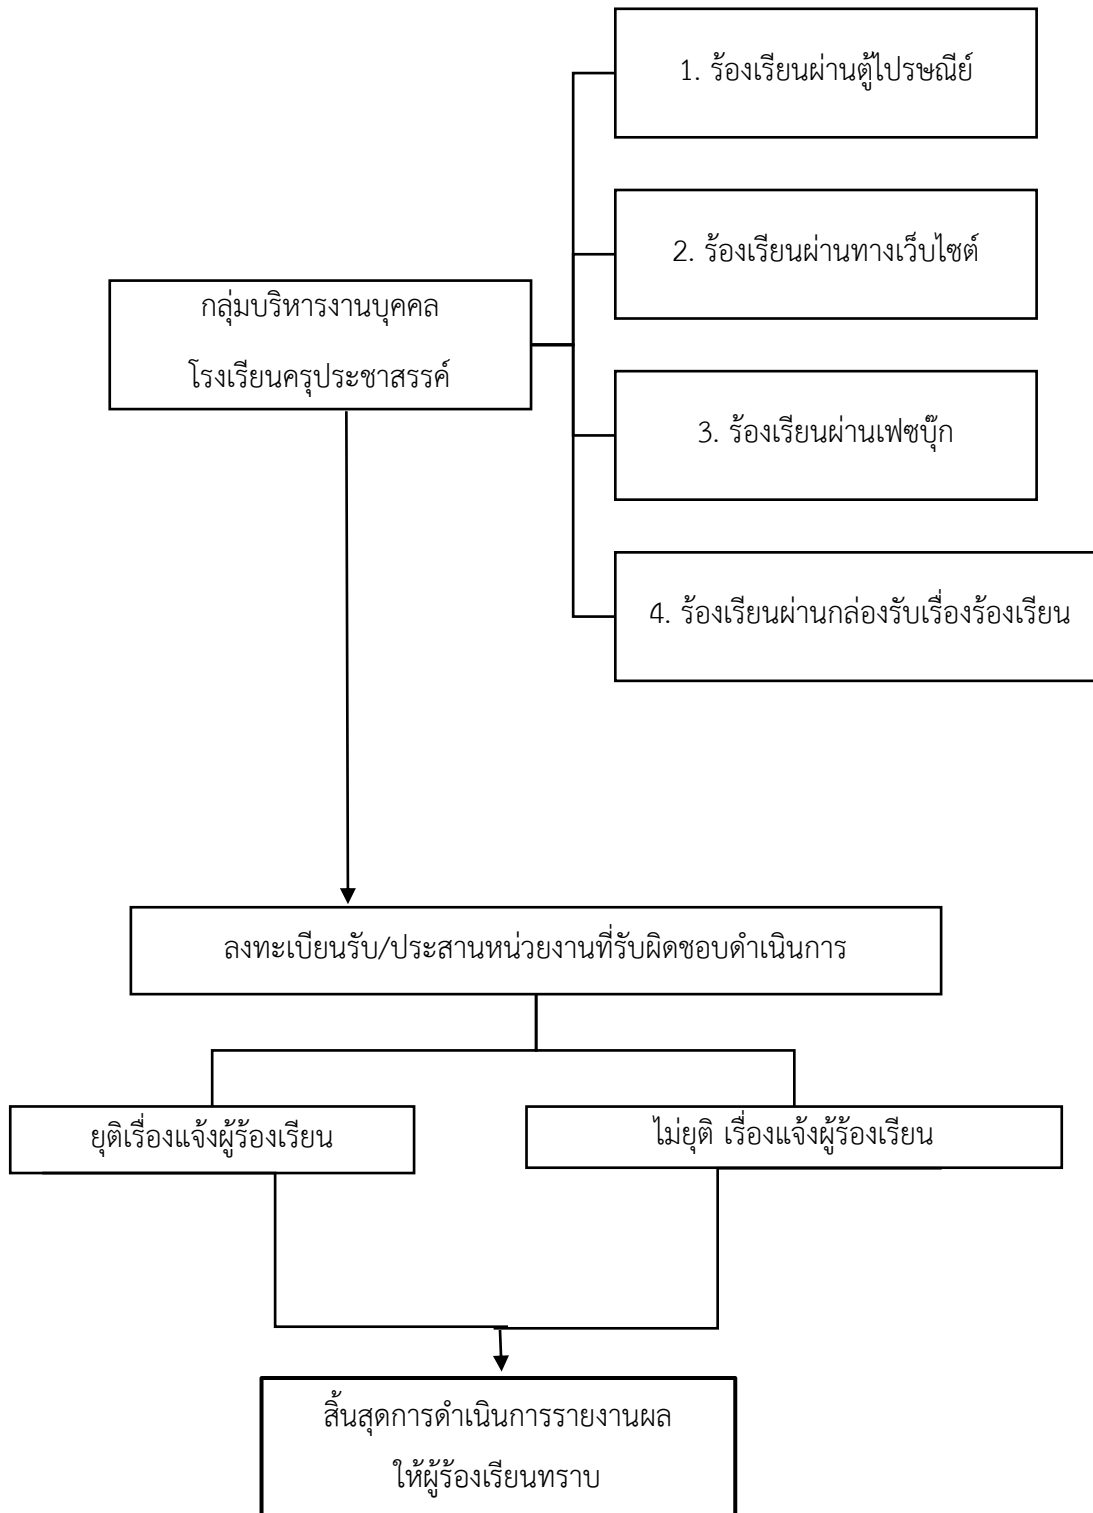 1. ร้องเรียนผ่านตู้ไปรษณีย์
2. ร้องเรียนผ่านทางเว็บไซต์
กลุ่มบริหารงานบุคคล
โรงเรียนครุประชาสรรค์
3. ร้องเรียนผ่านเฟซบุ๊ก
4. ร้องเรียนผ่านกล่องรับเรื่องร้องเรียน
ลงทะเบียนรับ/ประสานหน่วยงานที่รับผิดชอบดำเนินการ
ยุติเรื่องแจ้งผู้ร้องเรียน
ไม่ยุติ เรื่องแจ้งผู้ร้องเรียน
สิ้นสุดการดำเนินการรายงานผล
ให้ผู้ร้องเรียนทราบ